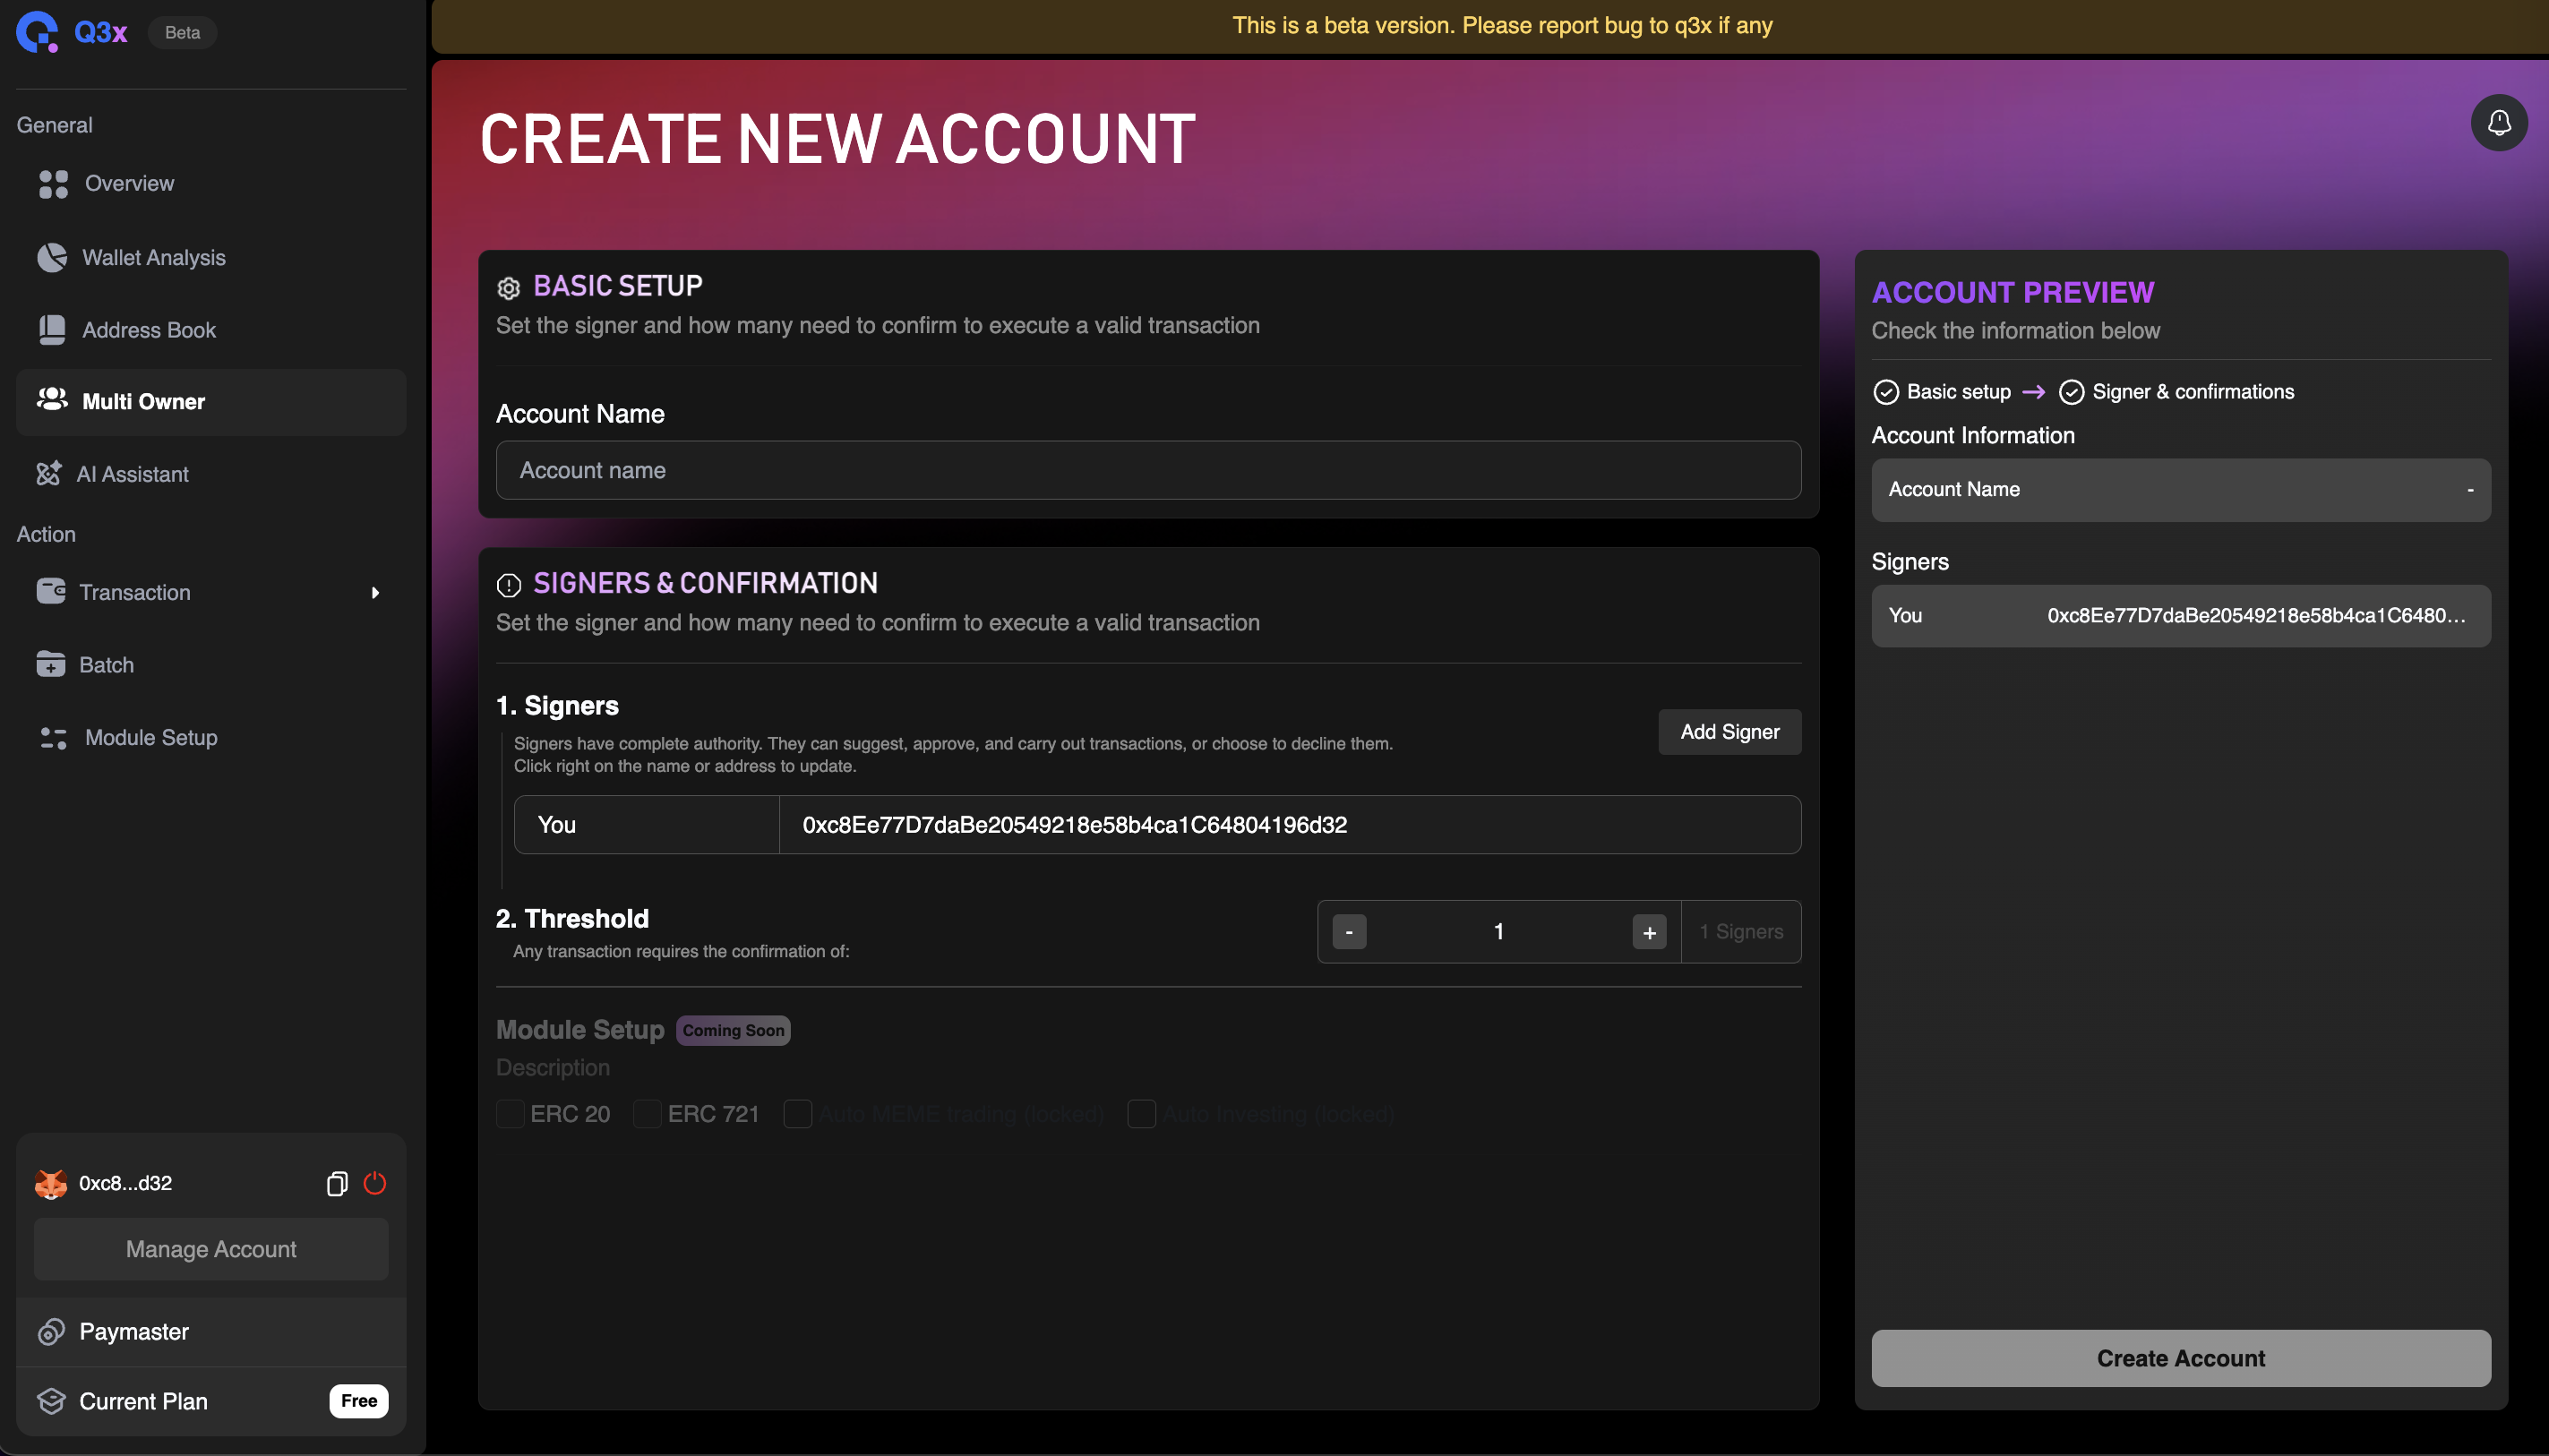 Q3x
Beta
General
Overview
Wallet Analysis
Address Book
Multi Owner
AI Assistant
Action
Transaction
Batch
Module Setup
0xc8...d32
Manage Account
Paymaster
Current Plan
Free
This is a beta version. Please report bug to q3x if any
CREATE NEW ACCOUNT
BASIC SETUP
Set the signer and how many need to confirm to execute a valid transaction
Account Name
Account name
SIGNERS & CONFIRMATION
Set the signer and how many need to confirm to execute a valid transaction
1. Signers
Signers have complete authority. They can suggest, approve, and carry out transactions, or choose to decline them.
Click right on the name or address to update.
Add Signer
You 0xc8Ee77D7daBe20549218e58b4ca1C64804196d32
2. Threshold
Any transaction requires the confirmation of:
- 1 + 1 Signers
Module Setup Coming Soon
Description
ERC 20 ERC 721 Auto MEME trading (locked) Auto Investing (locked)
ACCOUNT PREVIEW
Check the information below
Basic setup → Signer & confirmations
Account Information
Account Name -
Signers
You 0xc8Ee77D7daBe20549218e58b4ca1C6480...
Create Account